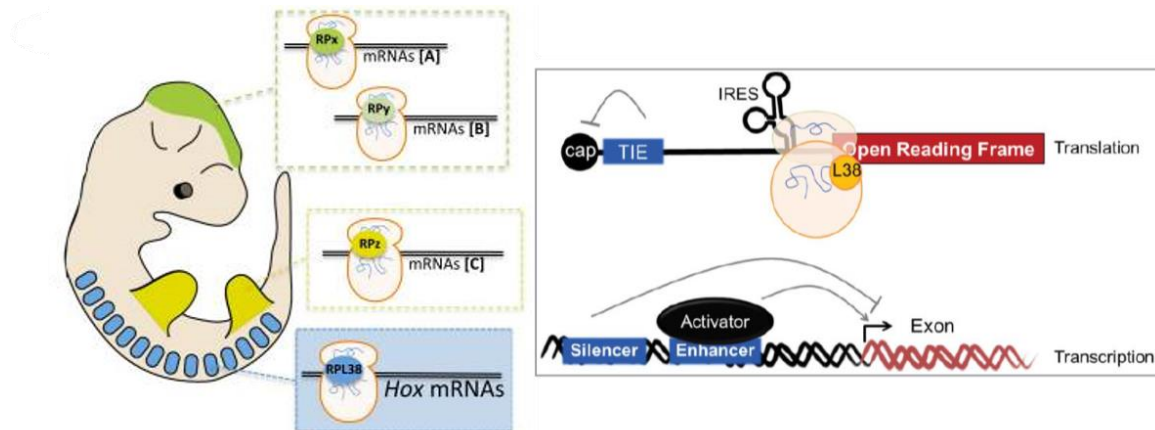 RPx
mRNAs [A]
RPy
mRNAs [B]
RPz
mRNAs [C]
RPL38
Hox mRNAs
IRES
cap
TIE
Open Reading Frame
Translation
L38
Activator
Exon
Silencer
Enhancer
Transcription